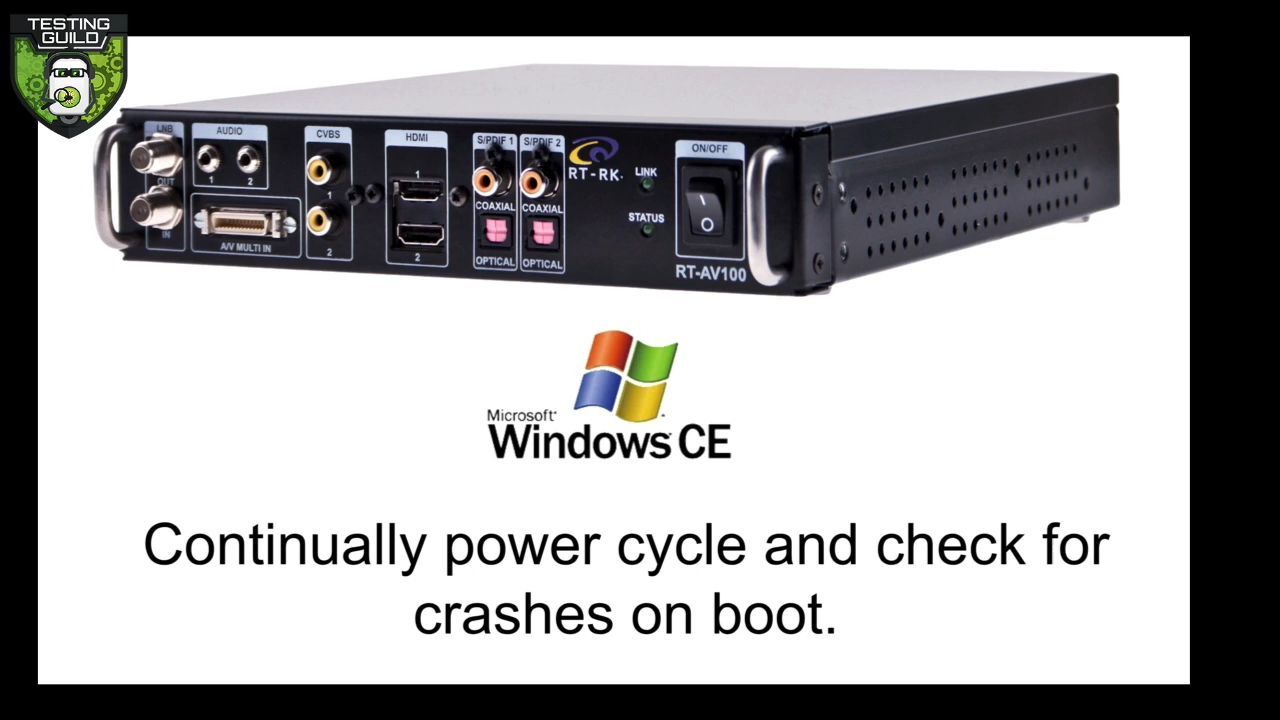 TESTING
GUILD
LNB
OUT
IN
AUDIO
1 2
A/V MULTI IN
CVBS
1
2
HDMI
1
2
S/PDIF 1
COAXIAL
OPTICAL
S/PDIF 2
COAXIAL
OPTICAL
RT-RK.
LINK
STATUS
ON/OFF
RT-AV100
Microsoft
Windows CE
Continually power cycle and check for
crashes on boot.